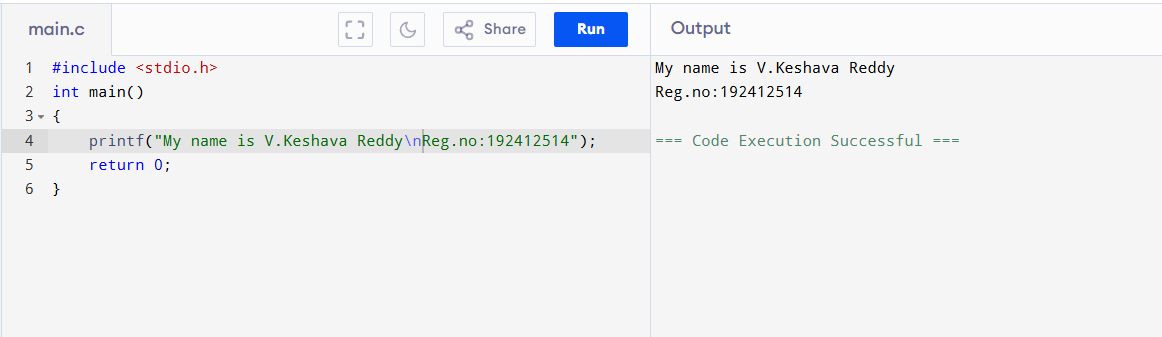 main.c
Share
Run
Output
1 #include <stdio.h>
2 int main()
3 {
4     printf("My name is V.Keshava Reddy\nReg.no:192412514");
5     return 0;
6 }
My name is V.Keshava Reddy
Reg.no:192412514
=== Code Execution Successful ===